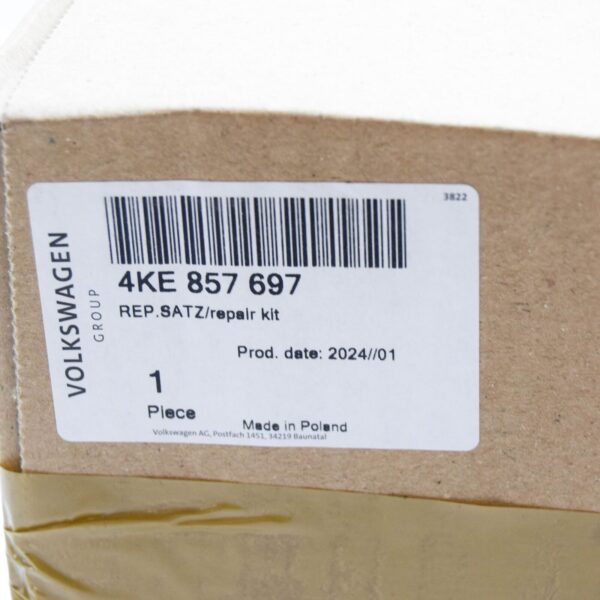 3822
VOLKSWAGEN
GROUP
4KE 857 697
REP.SATZ/repair kit
Prod. date: 2024//01
1
Piece
Made in Poland
Volkswagen AG, Postfach 1451, 34219 Baunatal